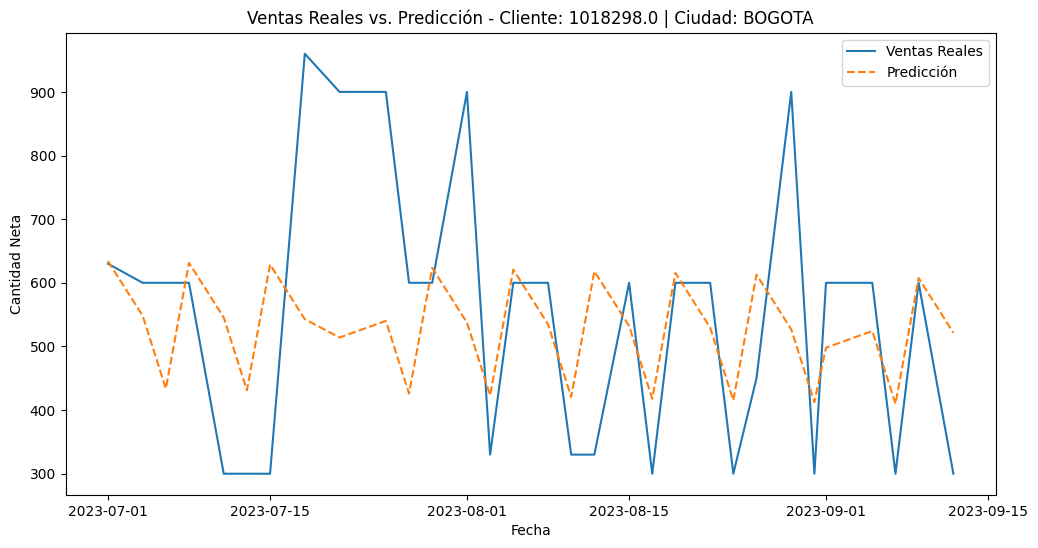 Ventas Reales vs. Predicción - Cliente: 1018298.0 | Ciudad: BOGOTA
Ventas Reales
Predicción
900
800
700
600
500
400
300
Cantidad Neta
2023-07-01
2023-07-15
2023-08-01
2023-08-15
2023-09-01
2023-09-15
Fecha